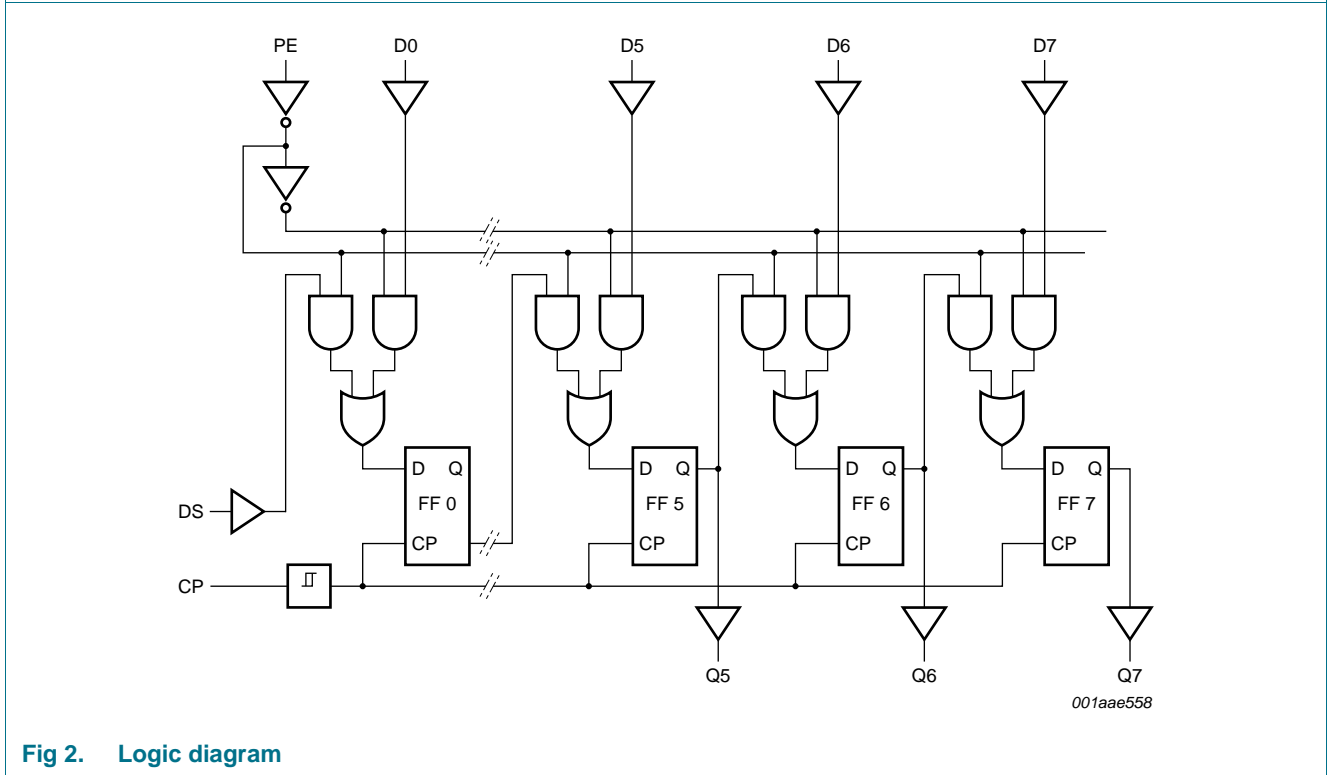 PE D0 D5 D6 D7
D Q D Q D Q D Q
FF 0 FF 5 FF 6 FF 7
DS
CP CP CP CP
CP
Q5 Q6 Q7
001aae558
Fig 2. Logic diagram